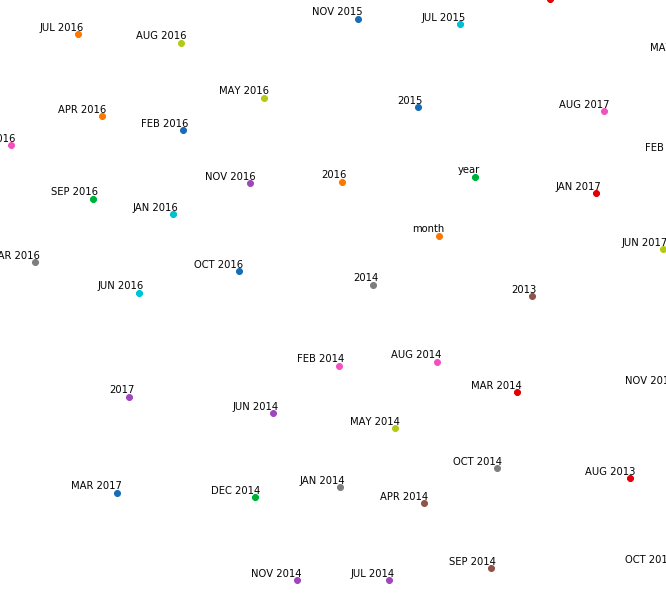 NOV 2015
JUL 2015
JUL 2016
AUG 2016
MA
MAY 2016
2015
AUG 2017
APR 2016
FEB 2016
016
FEB
NOV 2016
2016
year
JAN 2017
SEP 2016
JAN 2016
month
JUN 2017
AR 2016
OCT 2016
JUN 2016
2014
2013
FEB 2014
AUG 2014
2017
MAR 2014
NOV 201
JUN 2014
MAY 2014
OCT 2014
MAR 2017
DEC 2014
JAN 2014
APR 2014
AUG 2013
NOV 2014
JUL 2014
SEP 2014
OCT 201